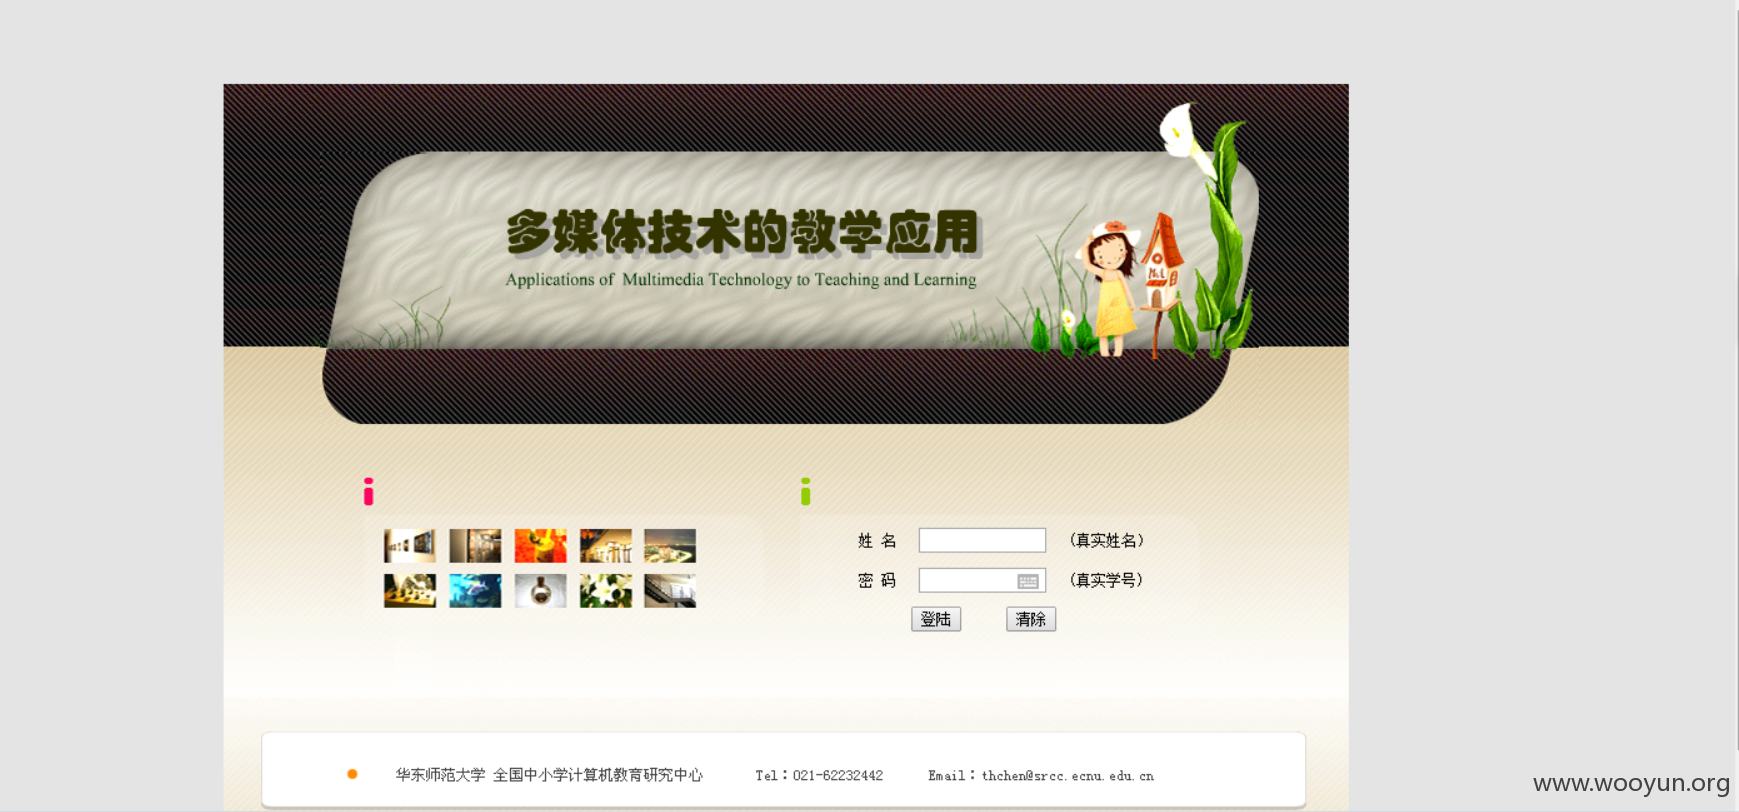 多媒体技术的教学应用
Applications of Multimedia Technology to Teaching and Learning
姓 名 (真实姓名)
密 码 (真实学号)
登陆 清除
华东师范大学 全国中小学计算机教育研究中心 Tel：021-62232442 Email：thchen@srcc.ecnu.edu.cn
www.wooyun.org